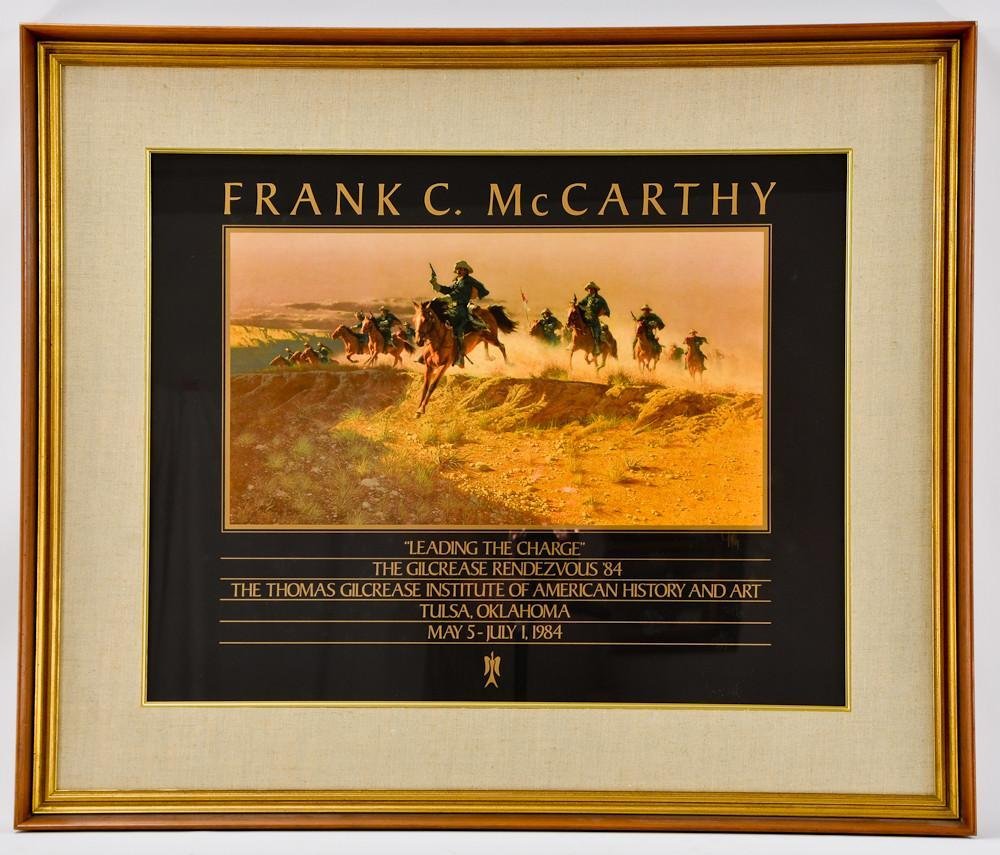 FRANK C. McCARTHY
"LEADING THE CHARGE"
THE GILCREASE RENDEZVOUS '84
THE THOMAS GILCREASE INSTITUTE OF AMERICAN HISTORY AND ART
TULSA, OKLAHOMA
MAY 5 - JULY 1, 1984